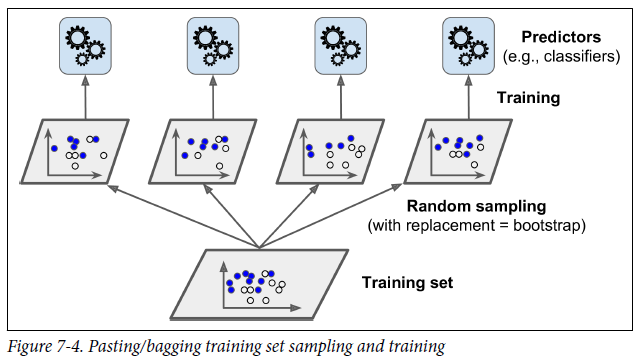 Predictors
(e.g., classifiers)
Training
Random sampling
(with replacement = bootstrap)
Training set
Figure 7-4. Pasting/bagging training set sampling and training